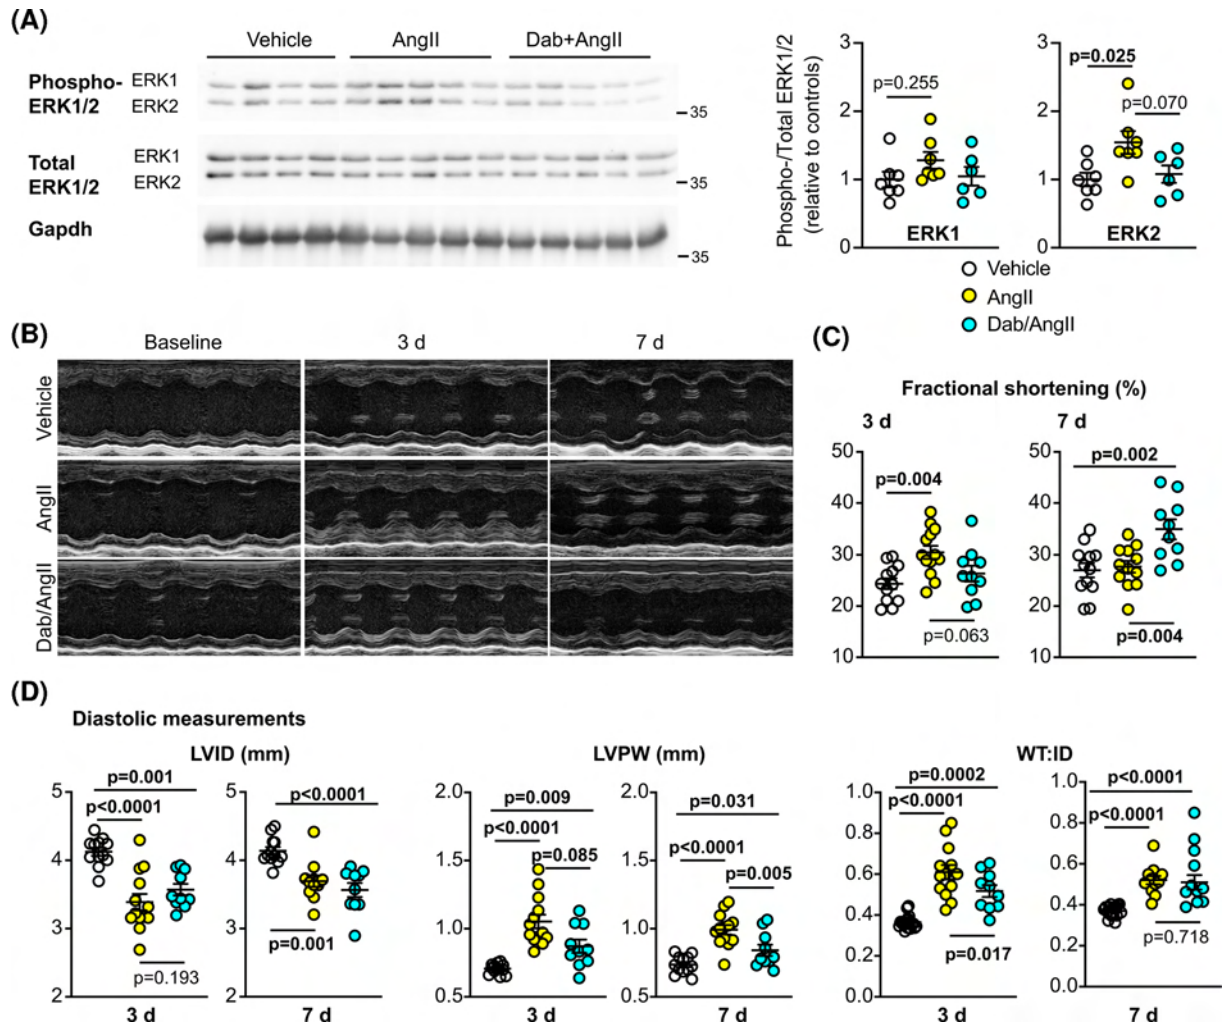 (A)
Vehicle AngII Dab+AngII
Phospho-
ERK1/2
ERK1
ERK2
35
Total
ERK1/2
ERK1
ERK2
35
Gapdh
35
Phospho-/Total ERK1/2
(relative to controls)
3
2
1
0
p=0.255
ERK1
3
2
1
0
p=0.025
p=0.070
ERK2
Vehicle
AngII
Dab/AngII
(B)
Baseline 3 d 7 d
Vehicle
AngII
Dab/AngII
(C)
Fractional shortening (%)
3 d
50
40
30
20
10
p=0.004
p=0.063
7 d
50
40
30
20
10
p=0.002
p=0.004
(D)
Diastolic measurements
LVID (mm)
5
4
3
2
p=0.001
p<0.0001
p=0.193
3 d
5
4
3
2
p<0.0001
p=0.001
7 d
LVPW (mm)
2.0
1.5
1.0
0.5
p=0.009
p<0.0001
p=0.085
3 d
2.0
1.5
1.0
0.5
p=0.031
p<0.0001
p=0.005
7 d
WT:ID
1.0
0.8
0.6
0.4
0.2
0.0
p=0.0002
p<0.0001
p=0.017
3 d
1.0
0.8
0.6
0.4
0.2
0.0
p<0.0001
p<0.0001
p=0.718
7 d